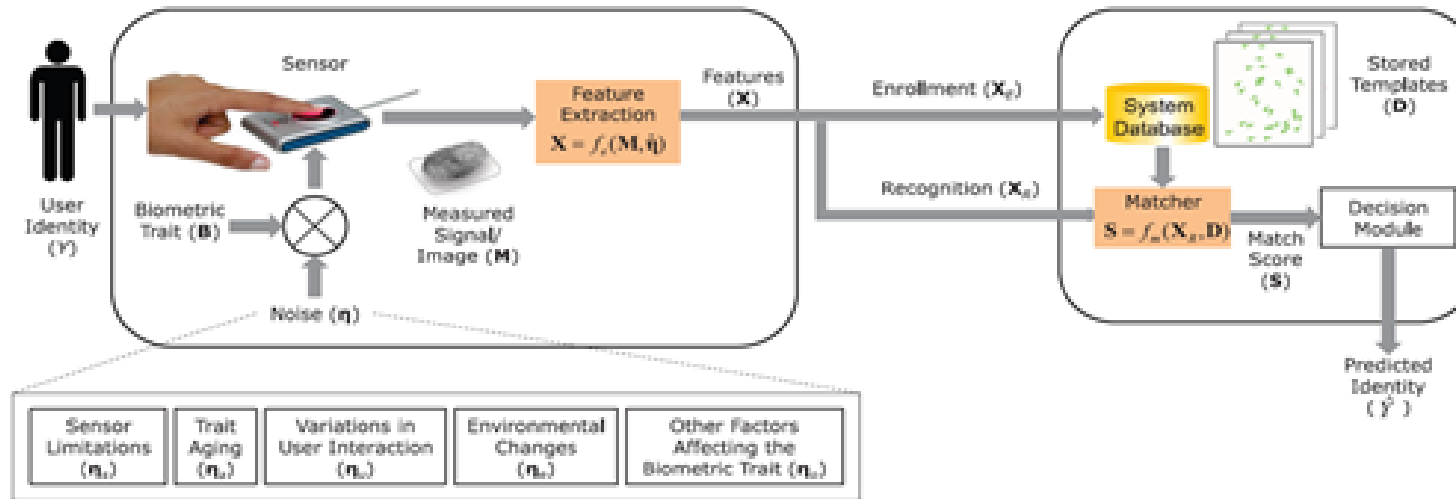 Sensor
User
Identity (Y)
Biometric
Trait (B)
Noise (η)
Measured
Signal/
Image (M)
Feature
Extraction
Features
(X)
Enrollment (Xₑ)
Recognition (X_R)
System
Database
Stored
Templates
(D)
Matcher
Match
Score
(S)
Decision
Module
Predicted
Identity
(Ŷ)
Sensor
Limitations
Trait
Aging
Variations in
User Interaction
Environmental
Changes
Other Factors
Affecting the
Biometric Trait